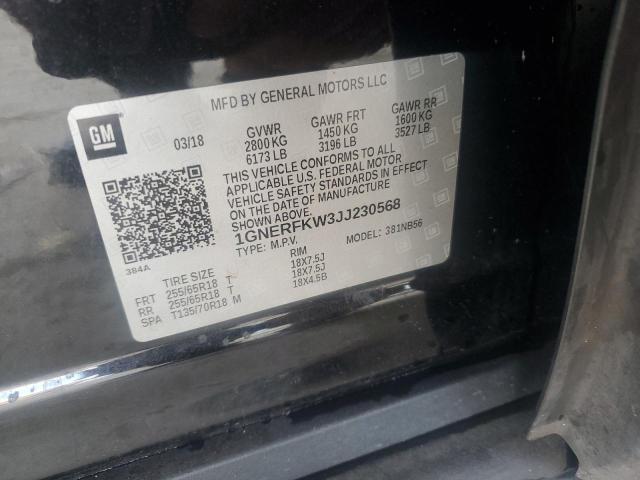 MFD BY GENERAL MOTORS LLC
GM
03/18
GVWR GAWR FRT GAWR RR
2800 KG 1450 KG 1600 KG
6173 LB 3196 LB 3527 LB
THIS VEHICLE CONFORMS TO ALL
APPLICABLE U.S. FEDERAL MOTOR
VEHICLE SAFETY STANDARDS IN EFFECT
ON THE DATE OF MANUFACTURE
SHOWN ABOVE.
1GNERFKW3JJ230568
TYPE: M.P.V. MODEL: 381NB56
384A
TIRE SIZE RIM
FRT 255/65R18 T 18X7.5J
RR 255/65R18 T 18X7.5J
SPA T135/70R18 M 18X4.5B